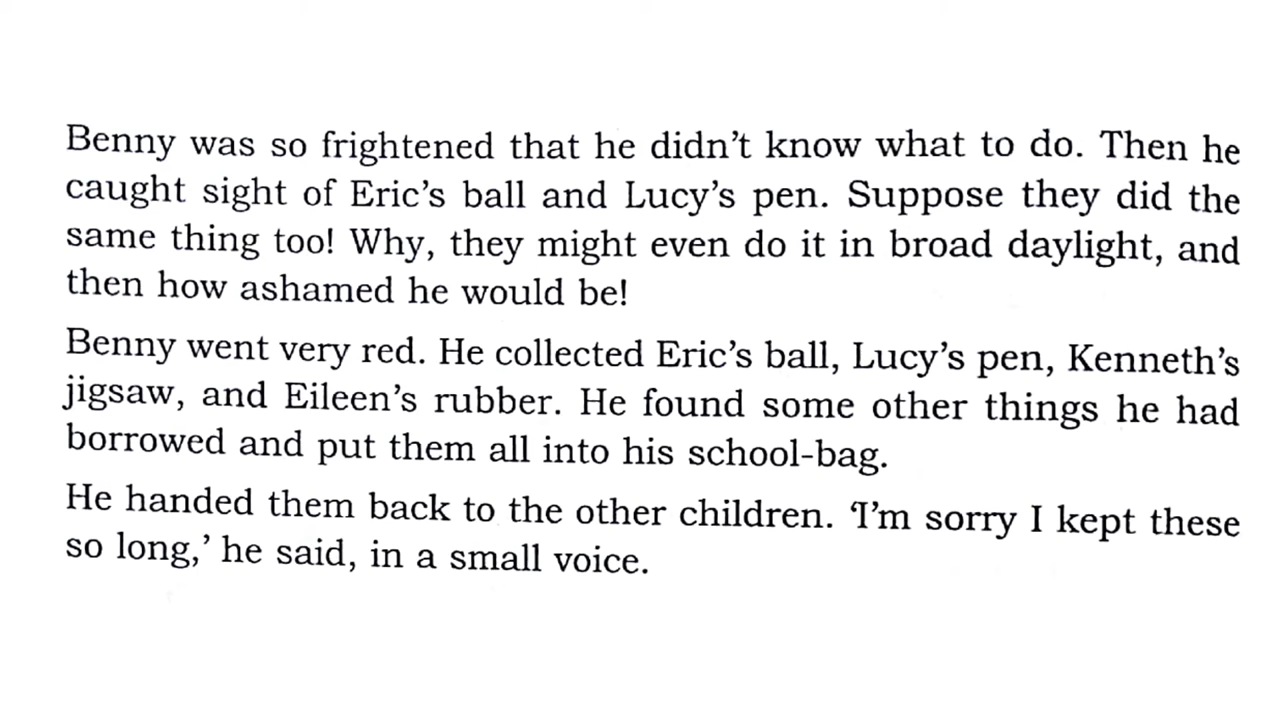 Benny was so frightened that he didn’t know what to do. Then he
caught sight of Eric’s ball and Lucy’s pen. Suppose they did the
same thing too! Why, they might even do it in broad daylight, and
then how ashamed he would be!
Benny went very red. He collected Eric’s ball, Lucy’s pen, Kenneth’s
jigsaw, and Eileen’s rubber. He found some other things he had
borrowed and put them all into his school-bag.
He handed them back to the other children. ‘I’m sorry I kept these
so long,’ he said, in a small voice.